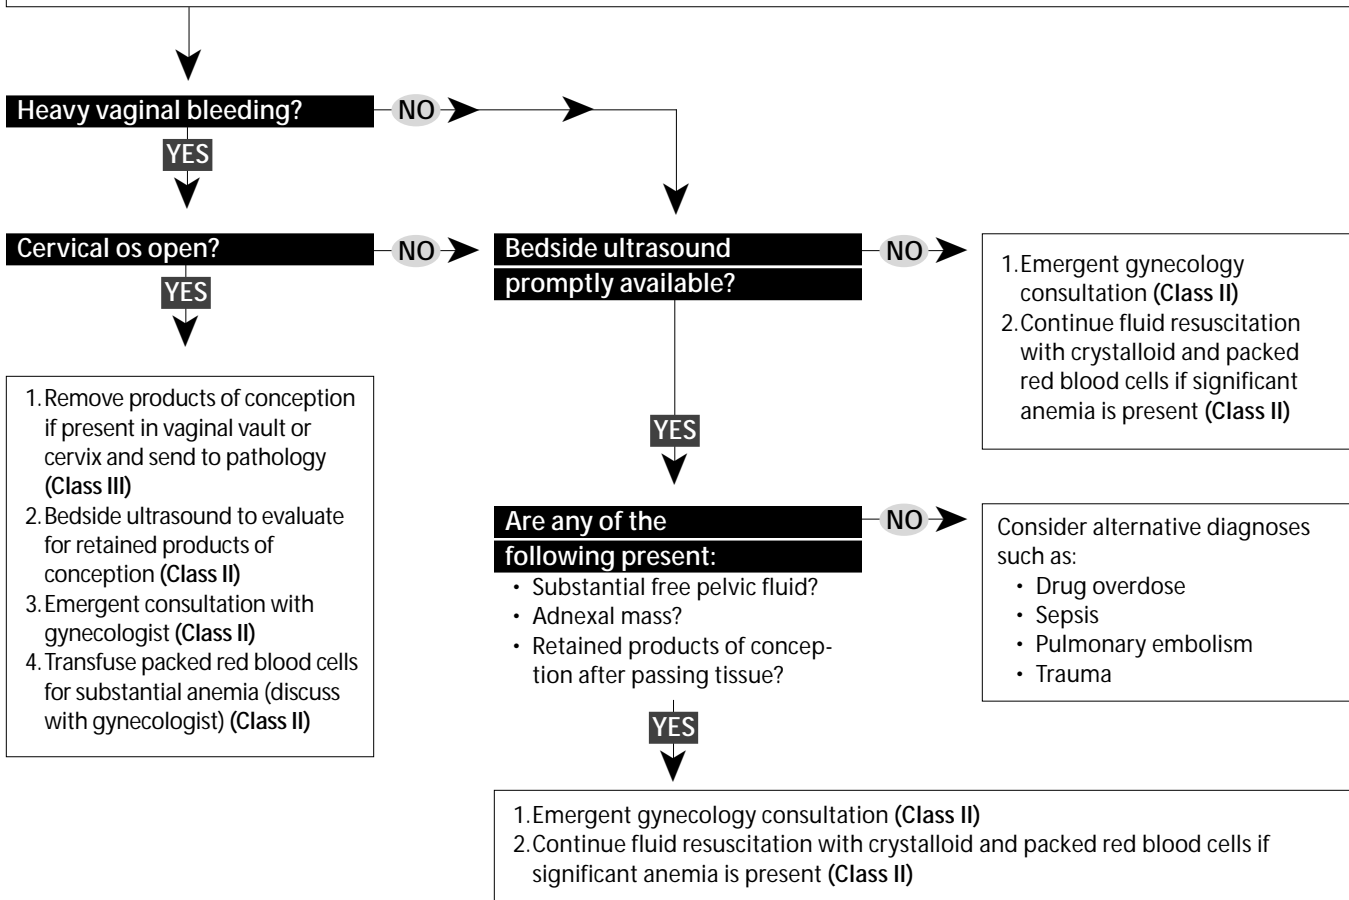 Heavy vaginal bleeding?
NO
YES
Cervical os open?
NO
Bedside ultrasound
promptly available?
NO
1. Emergent gynecology
consultation (Class II)
2. Continue fluid resuscitation
with crystalloid and packed
red blood cells if significant
anemia is present (Class II)
YES
1. Remove products of conception
if present in vaginal vault or
cervix and send to pathology
(Class III)
2. Bedside ultrasound to evaluate
for retained products of
conception (Class II)
3. Emergent consultation with
gynecologist (Class II)
4. Transfuse packed red blood cells
for substantial anemia (discuss
with gynecologist) (Class II)
YES
Are any of the
following present:
• Substantial free pelvic fluid?
• Adnexal mass?
• Retained products of concep-
tion after passing tissue?
NO
Consider alternative diagnoses
such as:
• Drug overdose
• Sepsis
• Pulmonary embolism
• Trauma
YES
1. Emergent gynecology consultation (Class II)
2. Continue fluid resuscitation with crystalloid and packed red blood cells if
significant anemia is present (Class II)